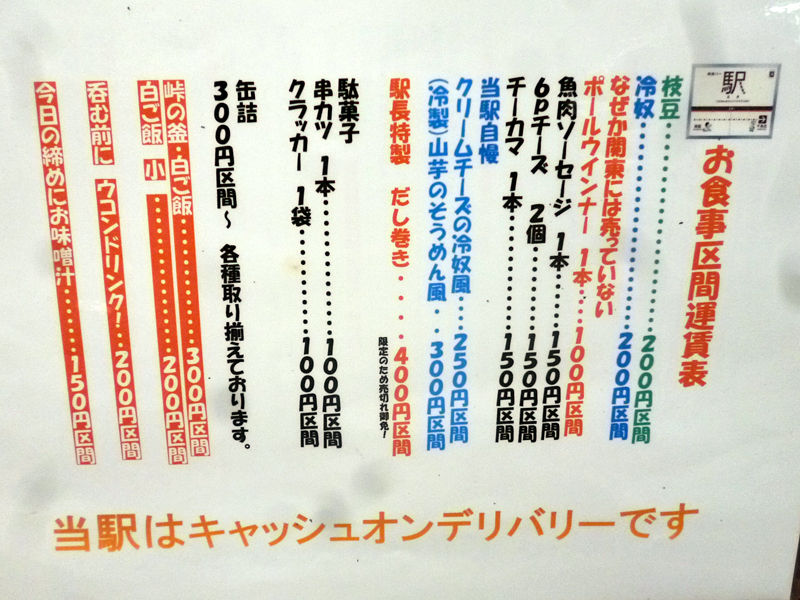 駅
お食事区間運賃表
枝豆・・・・・・・・・・・・200円区間
冷奴・・・・・・・・・・・・200円区間
なぜか関東には売っていない
ポールウインナー 1本・・・・100円区間
魚肉ソーセージ 1本・・・・・150円区間
6Pチーズ 2個・・・・・・・150円区間
チーカマ 1本・・・・・・・・150円区間
当駅自慢
クリームチーズの冷奴風・・・・250円区間
(冷製)山芋のそうめん風・・300円区間
駅長特製 だし巻き・・・・400円区間
限定のため売切れ御免!
駄菓子
串カツ 1本・・・・・・・・・100円区間
クラッカー 1袋・・・・・・・100円区間
缶詰
300円区間〜 各種取り揃えております。
峠の釜・白ご飯・・・・・・・・300円区間
白ご飯 小・・・・・・・・・・200円区間
呑む前に ウコンドリンク!・・200円区間
今日の締めにお味噌汁・・・・・・150円区間
当駅はキャッシュオンデリバリーです